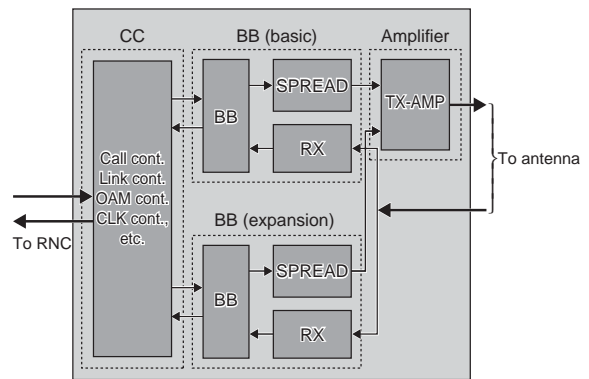 CC
BB (basic)
Amplifier
SPREAD
TX-AMP
BB
RX
Call cont.
Link cont.
OAM cont.
CLK cont.,
etc.
To antenna
To RNC
BB (expansion)
SPREAD
BB
RX